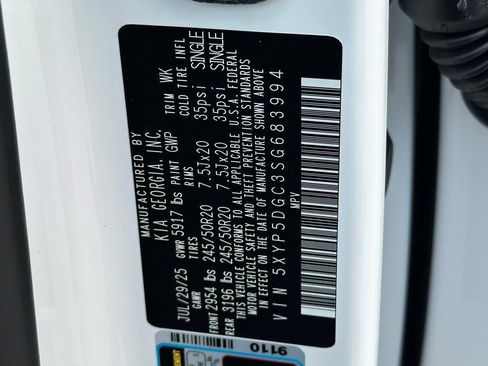 MANUFACTURED BY
KIA GEORGIA, INC.
JUL/29/25 GVWR 5917 lbs PAINT GWP TRIM WK
GAWR TIRES RIMS COLD TIRE INFL
FRONT 2954 lbs 245/50R20 7.5Jx20 35psi SINGLE
REAR 3196 lbs 245/50R20 7.5Jx20 35psi SINGLE
THIS VEHICLE CONFORMS TO ALL APPLICABLE U.S.A. FEDERAL
MOTOR VEHICLE SAFETY AND THEFT PREVENTION STANDARDS
IN EFFECT ON THE DATE OF MANUFACTURE SHOWN ABOVE
VIN 5XYP5DGC3SG683994
MPV
9110